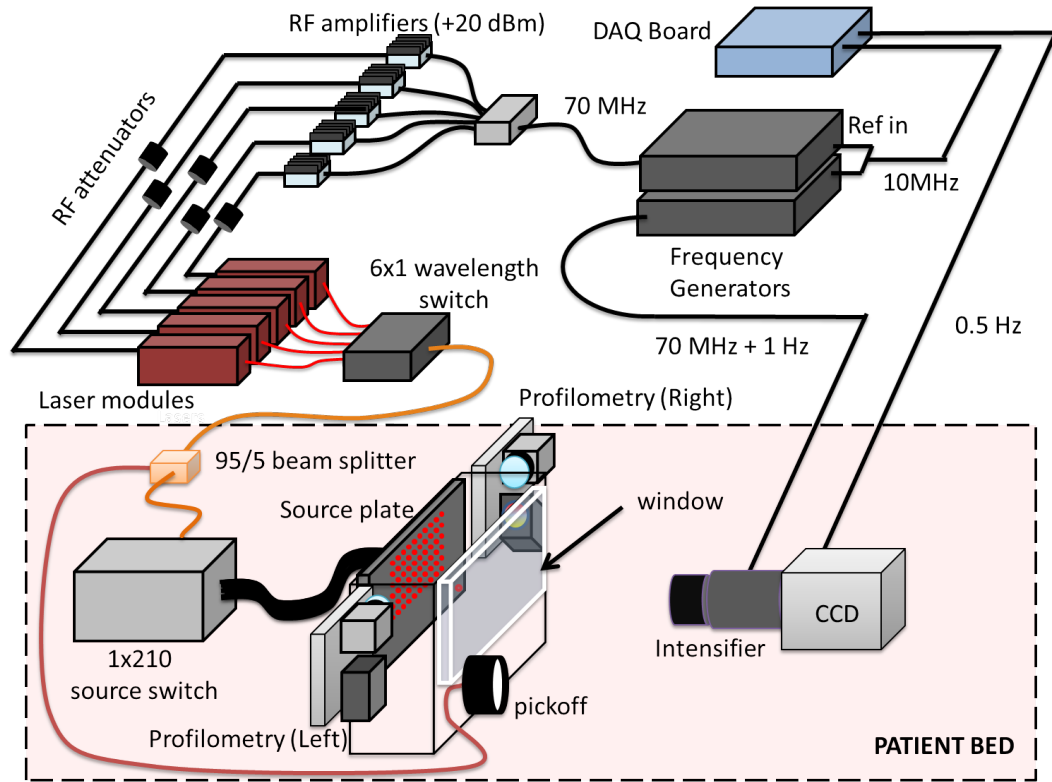 RF amplifiers (+20 dBm)
DAQ Board
70 MHz
Ref in
10MHz
RF attenuators
Frequency
Generators
6x1 wavelength
switch
70 MHz + 1 Hz
0.5 Hz
Laser modules
Profilometry (Right)
95/5 beam splitter
Source plate
window
CCD
Intensifier
1x210
source switch
pickoff
Profilometry (Left)
PATIENT BED